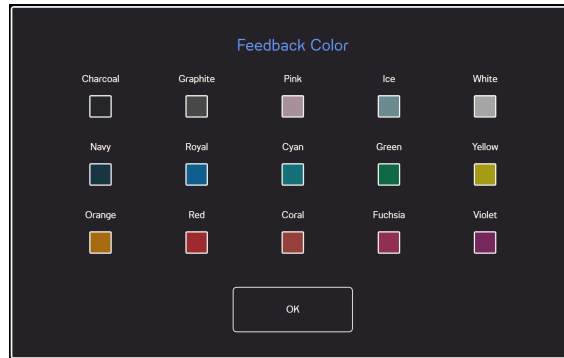 Feedback Color
Charcoal Graphite Pink Ice White
Navy Royal Cyan Green Yellow
Orange Red Coral Fuchsia Violet
OK